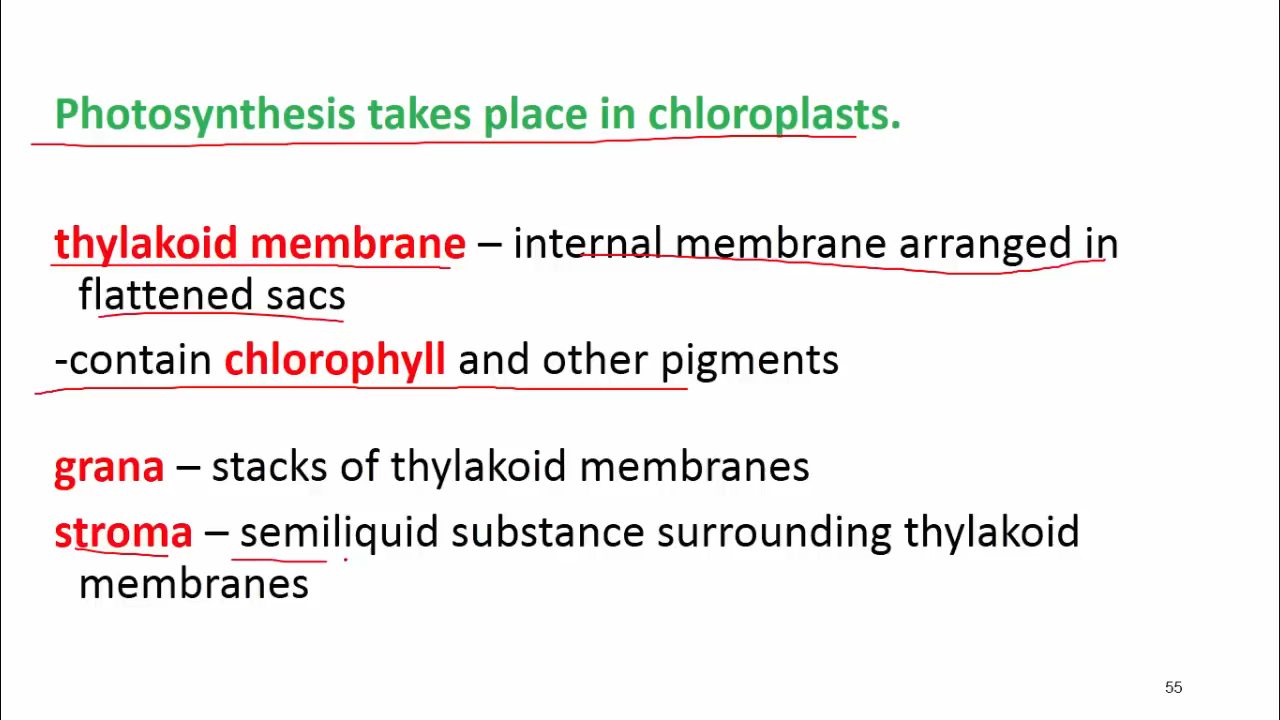 Photosynthesis takes place in chloroplasts.
thylakoid membrane – internal membrane arranged in
flattened sacs
-contain chlorophyll and other pigments
grana – stacks of thylakoid membranes
stroma – semiliquid substance surrounding thylakoid
membranes
55